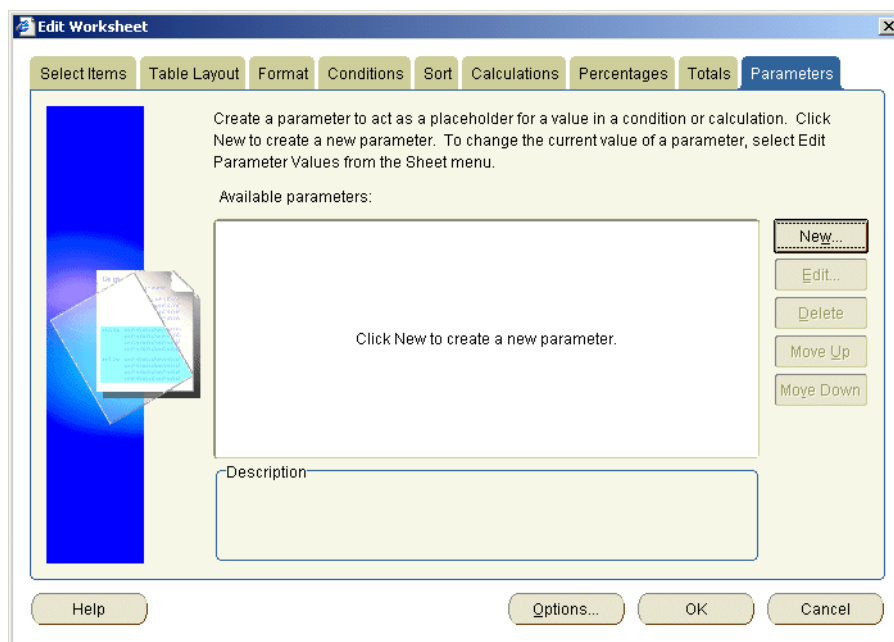 Edit Worksheet
Select Items Table Layout Format Conditions Sort Calculations Percentages Totals Parameters
Create a parameter to act as a placeholder for a value in a condition or calculation. Click
New to create a new parameter. To change the current value of a parameter, select Edit
Parameter Values from the Sheet menu.
Available parameters:
New...
Edit...
Delete
Click New to create a new parameter.
Move Up
Move Down
Description
Help Options... OK Cancel